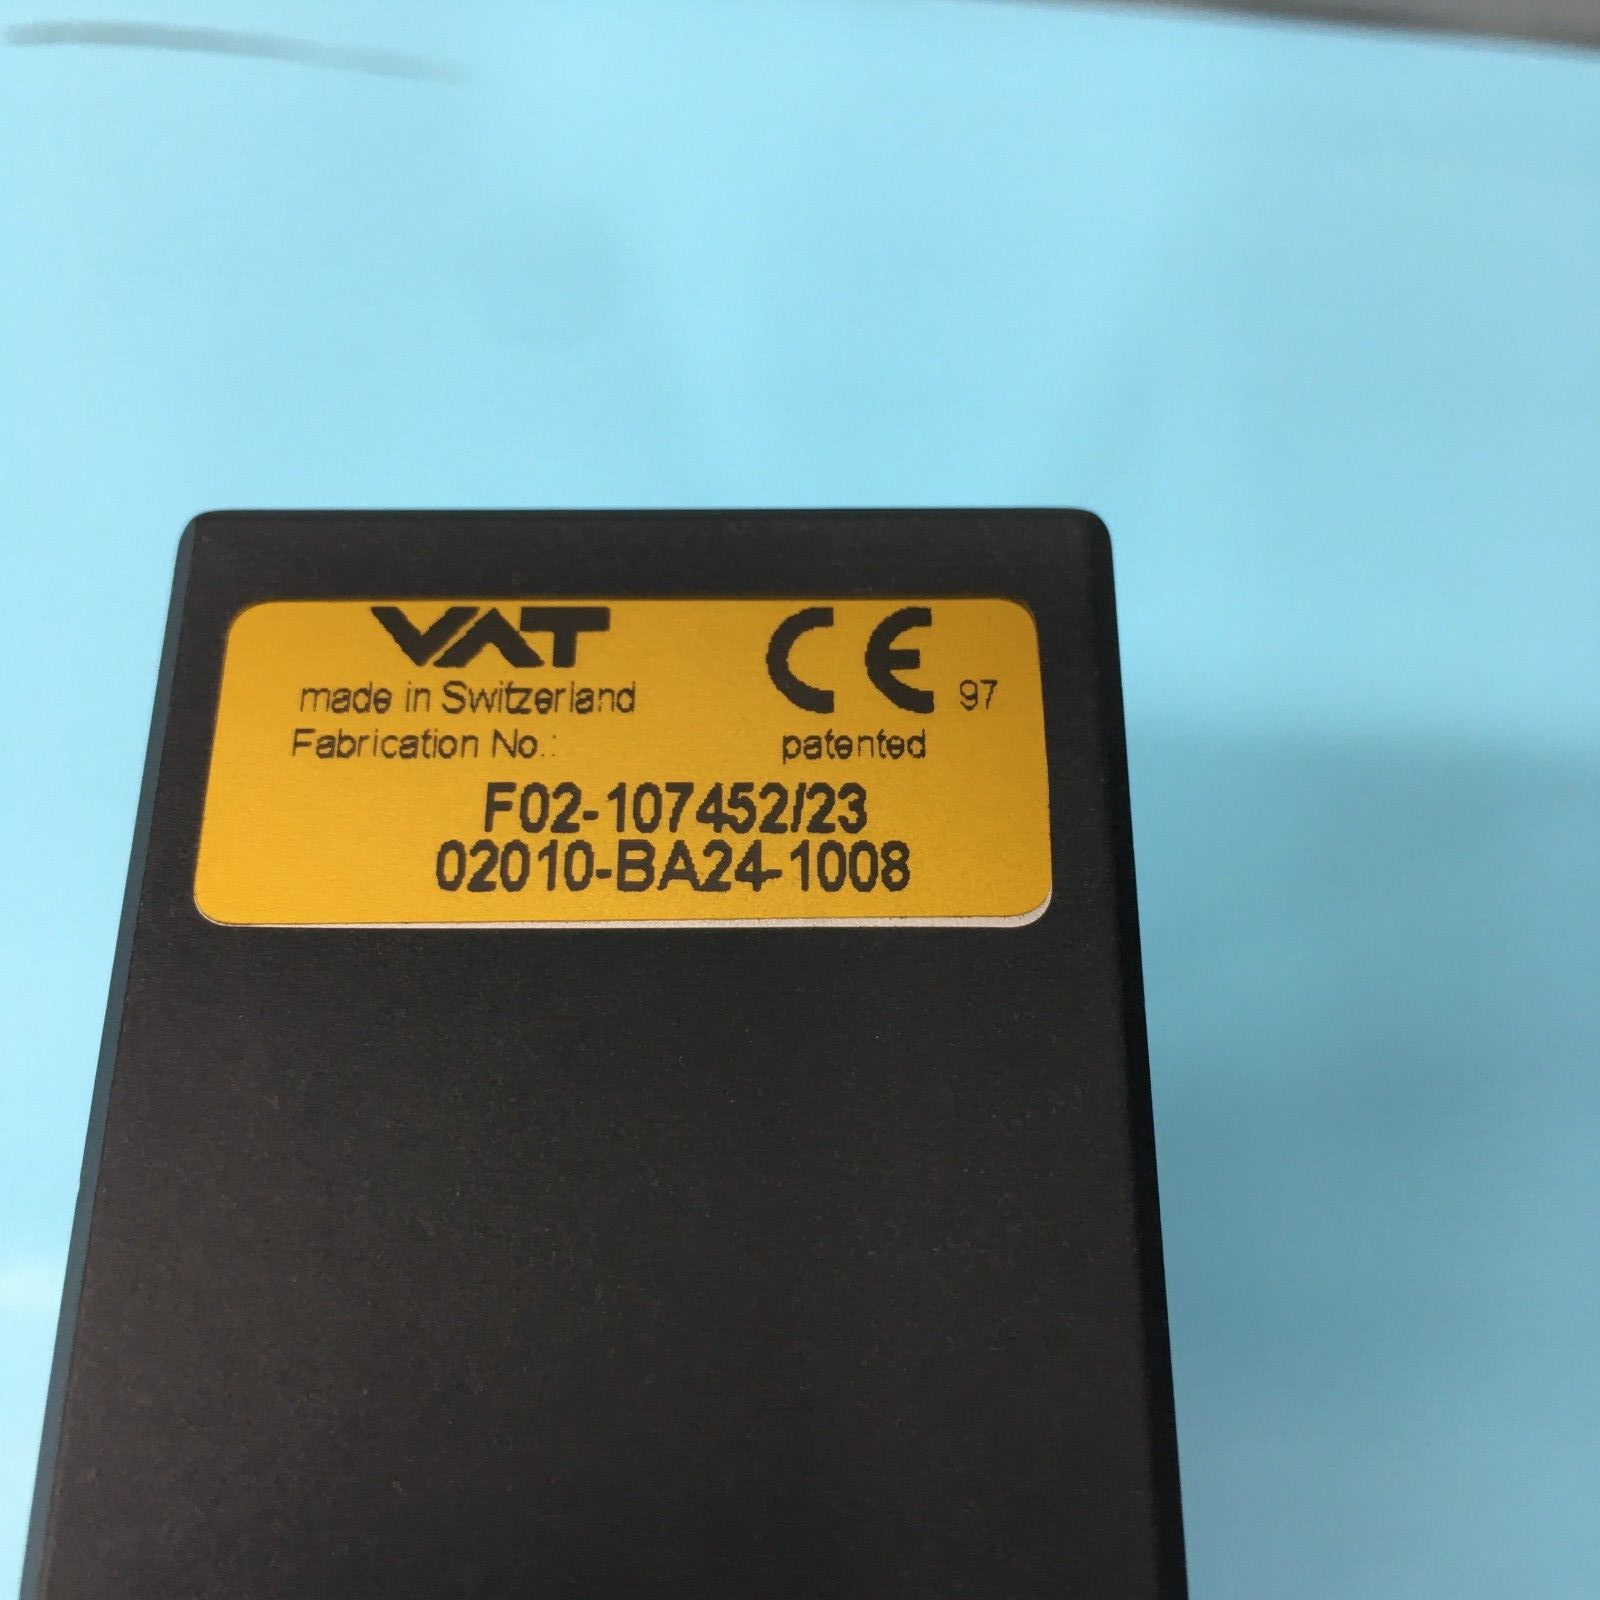 VAT CE 97
made in Switzerland
Fabrication No.: patented
F02-107452/23
02010-BA24-1008